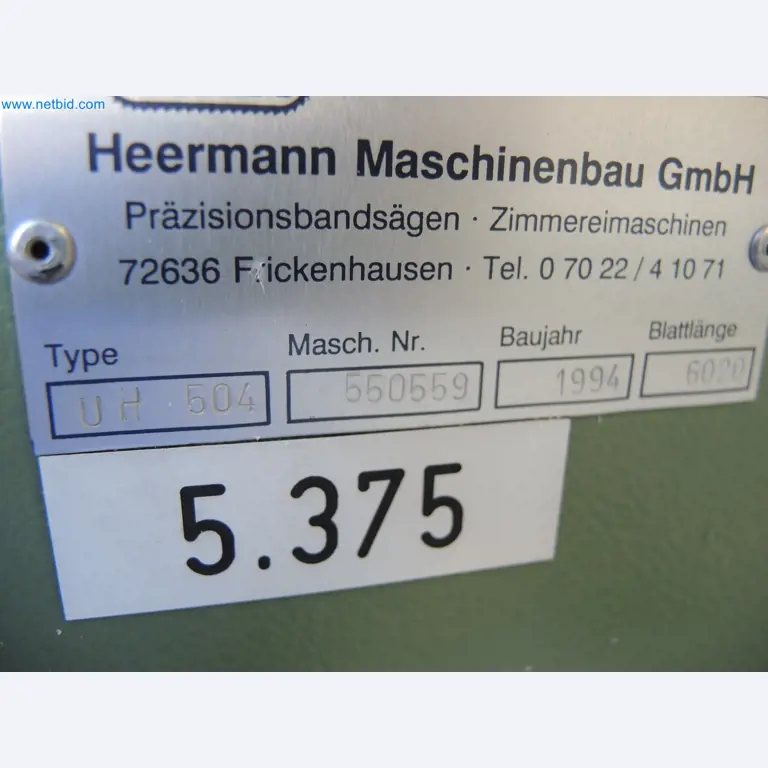 www.netbid.com
Heermann Maschinenbau GmbH
Präzisionsbandsägen · Zimmereimaschinen
72636 Frickenhausen · Tel. 0 70 22 / 4 10 71
Type Masch. Nr. Baujahr Blattlänge
UH 504 550559 1994 6020
5.375